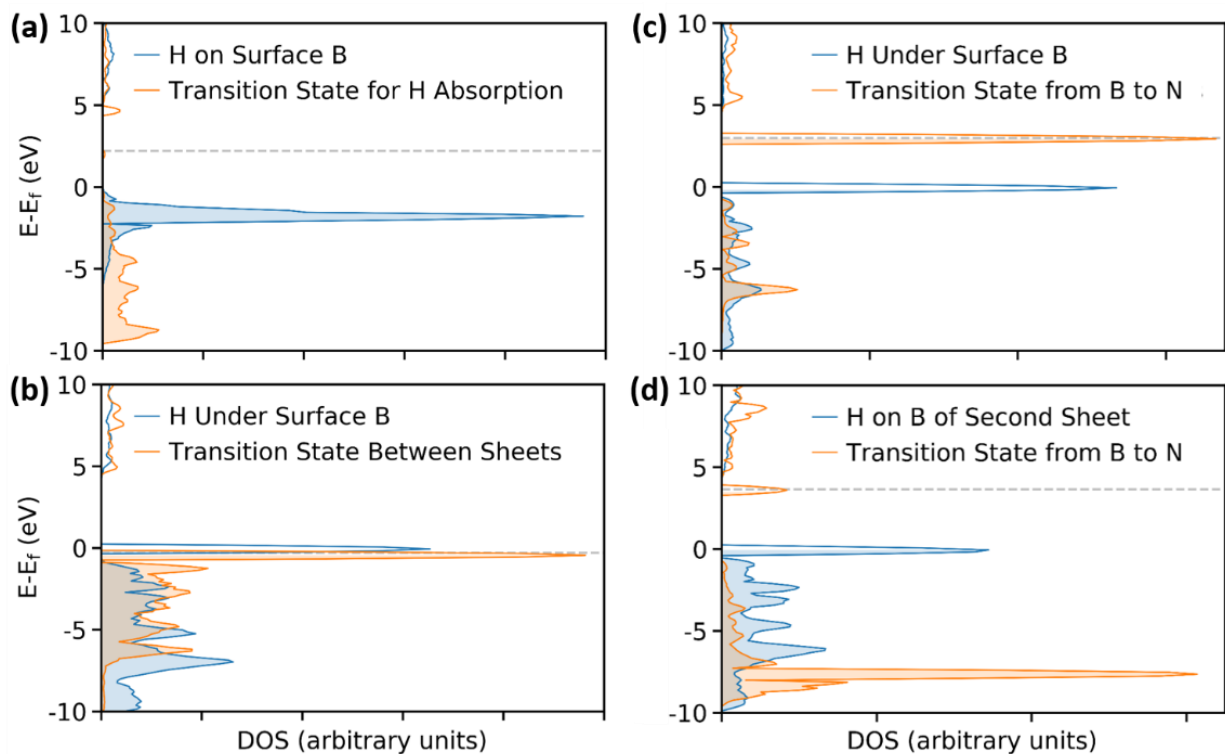 (a)
10
5
0
-5
-10
E-E_f (eV)
H on Surface B
Transition State for H Absorption
(c)
10
5
0
-5
-10
H Under Surface B
Transition State from B to N
(b)
10
5
0
-5
-10
E-E_f (eV)
H Under Surface B
Transition State Between Sheets
DOS (arbitrary units)
(d)
10
5
0
-5
-10
H on B of Second Sheet
Transition State from B to N
DOS (arbitrary units)